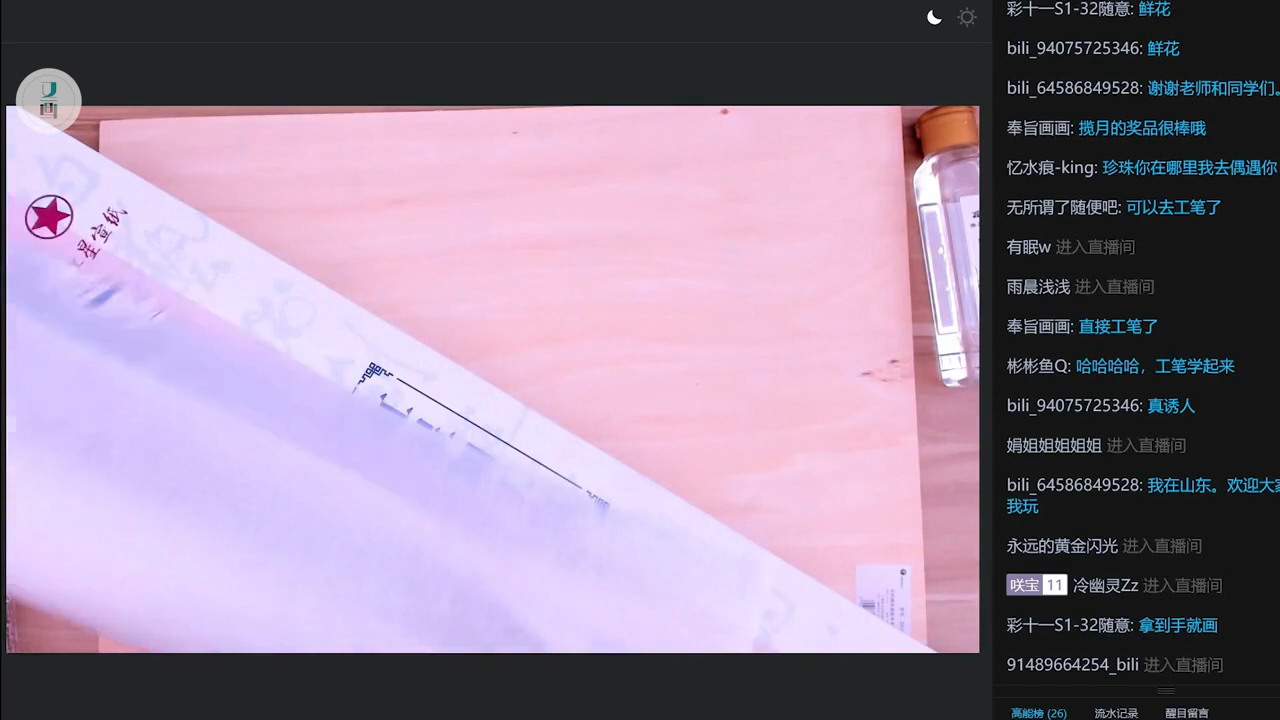 星宣纸
彩十一S1-32随意: 鲜花
bili_94075725346: 鲜花
bili_64586849528: 谢谢老师和同学们。
奉旨画画: 揽月的奖品很棒哦
忆水痕-king: 珍珠你在哪里我去偶遇你
无所谓了随便吧: 可以去工笔了
有眠w 进入直播间
雨晨浅浅 进入直播间
奉旨画画: 直接工笔了
彬彬鱼Q: 哈哈哈哈，工笔学起来
bili_94075725346: 真诱人
娟姐姐姐姐姐 进入直播间
bili_64586849528: 我在山东。欢迎大家
我玩
永远的黄金闪光 进入直播间
咲宝 11 冷幽灵Zz 进入直播间
彩十一S1-32随意: 拿到手就画
91489664254_bili 进入直播间
高能榜 (26) 流水记录 醒目留言